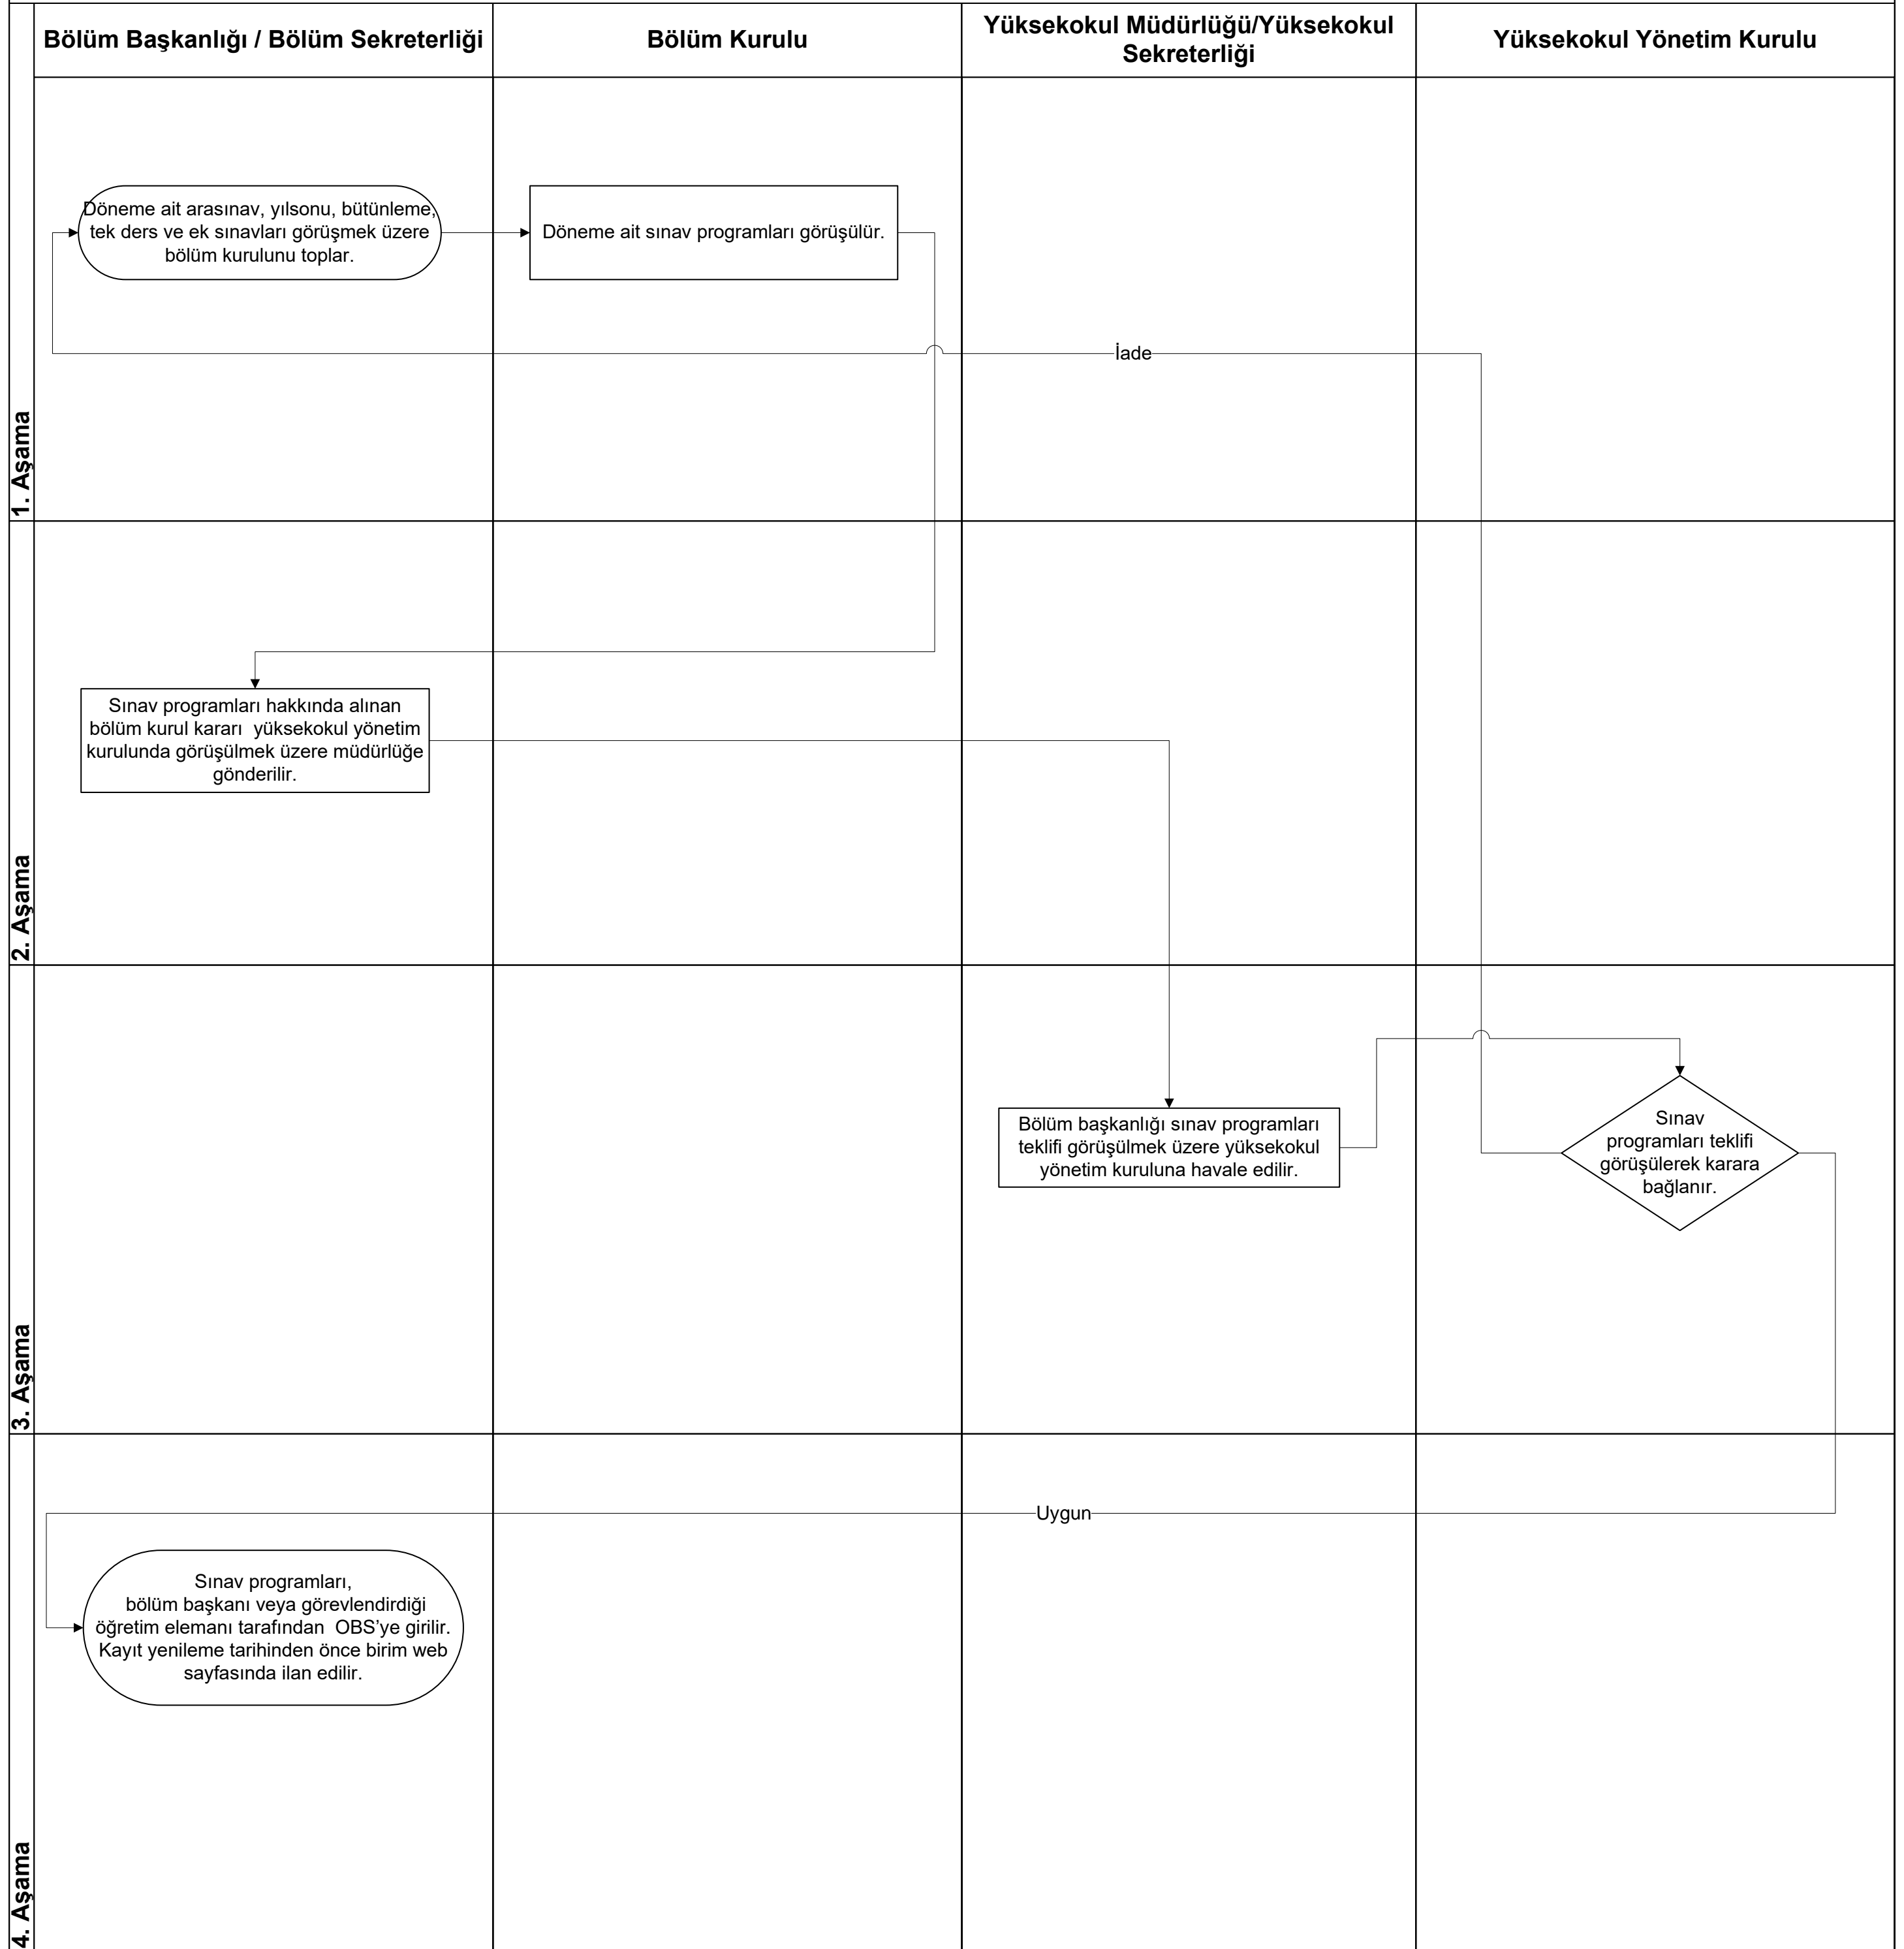 Bölüm Başkanlığı / Bölüm Sekreterliği
Bölüm Kurulu
Yüksekokul Müdürlüğü/Yüksekokul
Sekreterliği
Yüksekokul Yönetim Kurulu
1. Aşama
Döneme ait arasınav, yılsonu, bütünleme,
tek ders ve ek sınavları görüşmek üzere
bölüm kurulunu toplar.
Döneme ait sınav programları görüşülür.
İade
2. Aşama
Sınav programları hakkında alınan
bölüm kurul kararı  yüksekokul yönetim
kurulunda görüşülmek üzere müdürlüğe
gönderilir.
3. Aşama
Bölüm başkanlığı sınav programları
teklifi görüşülmek üzere yüksekokul
yönetim kuruluna havale edilir.
Sınav
programları teklifi
görüşülerek karara
bağlanır.
4. Aşama
Uygun
Sınav programları,
bölüm başkanı veya görevlendirdiği
öğretim elemanı tarafından  OBS’ye girilir.
Kayıt yenileme tarihinden önce birim web
sayfasında ilan edilir.